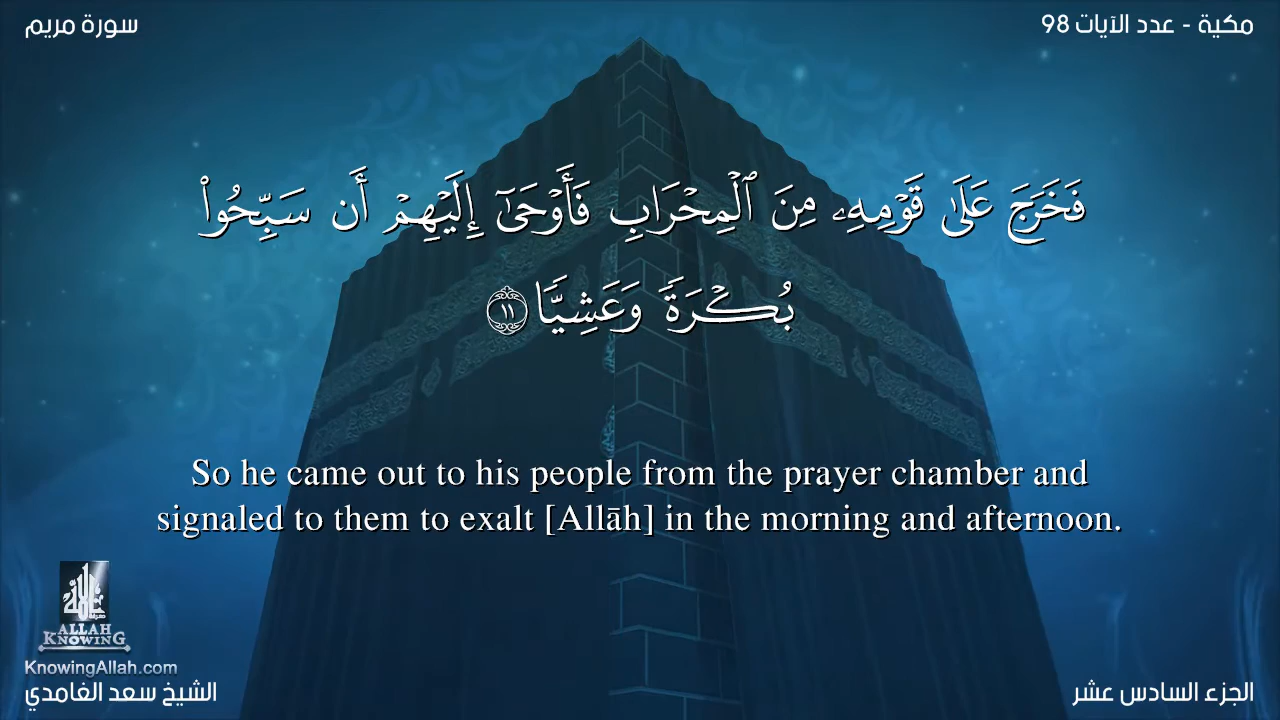 سورة مريم
مكية - عدد الآيات 98
فَخَرَجَ عَلَىٰ قَوْمِهِۦ مِنَ ٱلْمِحْرَابِ فَأَوْحَىٰٓ إِلَيْهِمْ أَن سَبِّحُوا۟
بُكْرَةً وَعَشِيًّا ١١
So he came out to his people from the prayer chamber and
signaled to them to exalt [Allāh] in the morning and afternoon.
ALLAH
KNOWING
KnowingAllah.com
الشيخ سعد الغامدي
الجزء السادس عشر